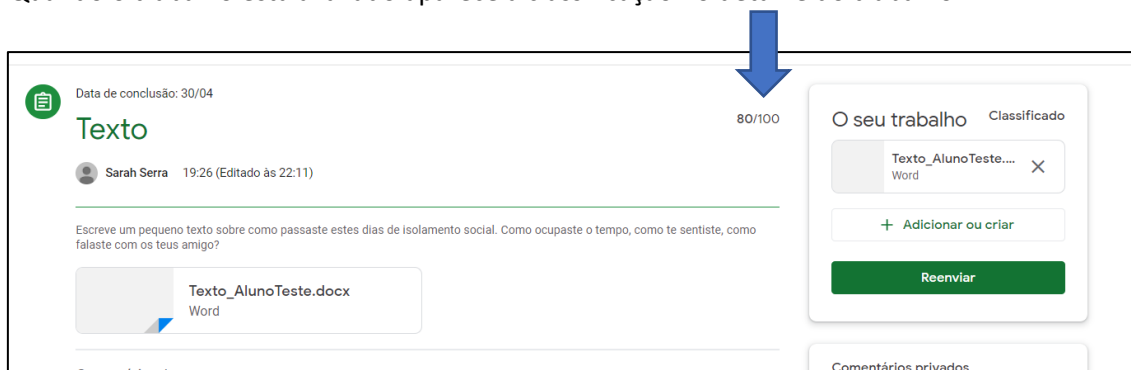 Data de conclusão: 30/04
Texto
80/100
Sarah Serra 19:26 (Editado às 22:11)
Escreve um pequeno texto sobre como passaste estes dias de isolamento social. Como ocupaste o tempo, como te sentiste, como
falaste com os teus amigo?
Texto_AlunoTeste.docx
Word
O seu trabalho Classificado
Texto_AlunoTeste....
Word
+ Adicionar ou criar
Reenviar
Comentários privados